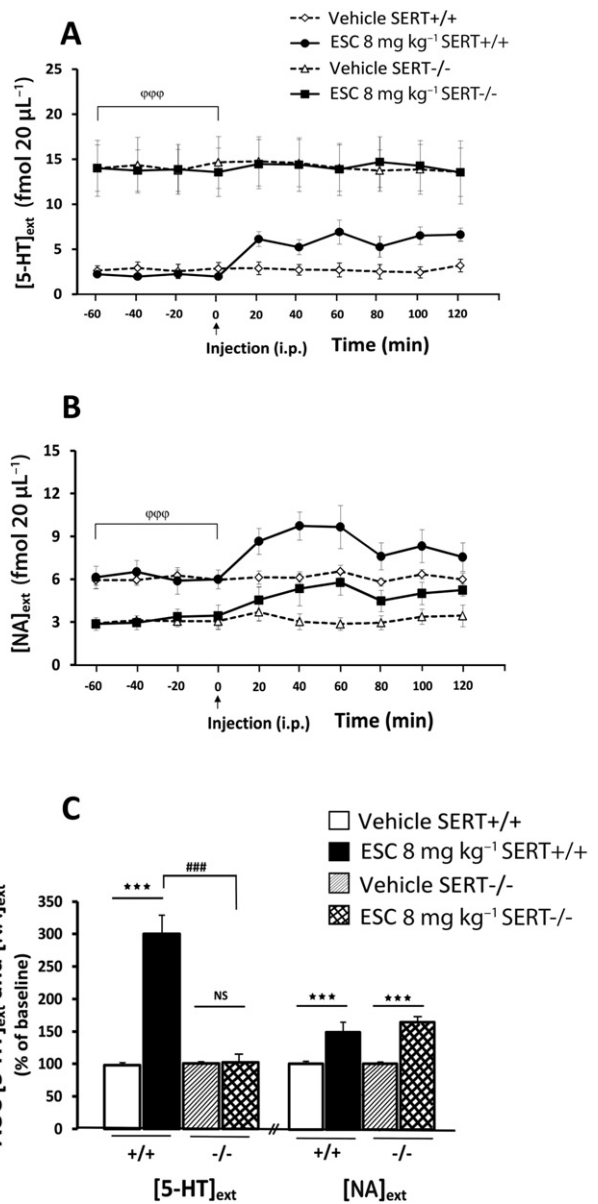 A
Vehicle SERT+/+
ESC 8 mg kg⁻¹ SERT+/+
Vehicle SERT-/-
ESC 8 mg kg⁻¹ SERT-/-
[5-HT]ext (fmol 20 µL⁻¹)
25
20
15
10
5
0
φφφ
-60 -40 -20 0 20 40 60 80 100 120
Injection (i.p.) Time (min)
B
[NA]ext (fmol 20 µL⁻¹)
15
12
9
6
3
0
φφφ
-60 -40 -20 0 20 40 60 80 100 120
Injection (i.p.) Time (min)
C
Vehicle SERT+/+
ESC 8 mg kg⁻¹ SERT+/+
Vehicle SERT-/-
ESC 8 mg kg⁻¹ SERT-/-
(% of baseline)
350
300
250
200
150
100
50
0
★★★ ### NS ★★★ ★★★
+/+ -/- // +/+ -/-
[5-HT]ext [NA]ext